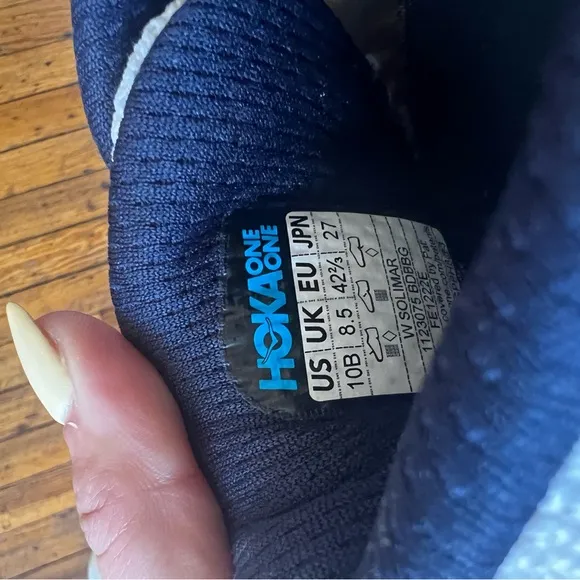 HOKA ONE ONE
US UK EU JPN
10B 8.5 42⅔ 27
W SOLIMAR
1123075 BDBBG